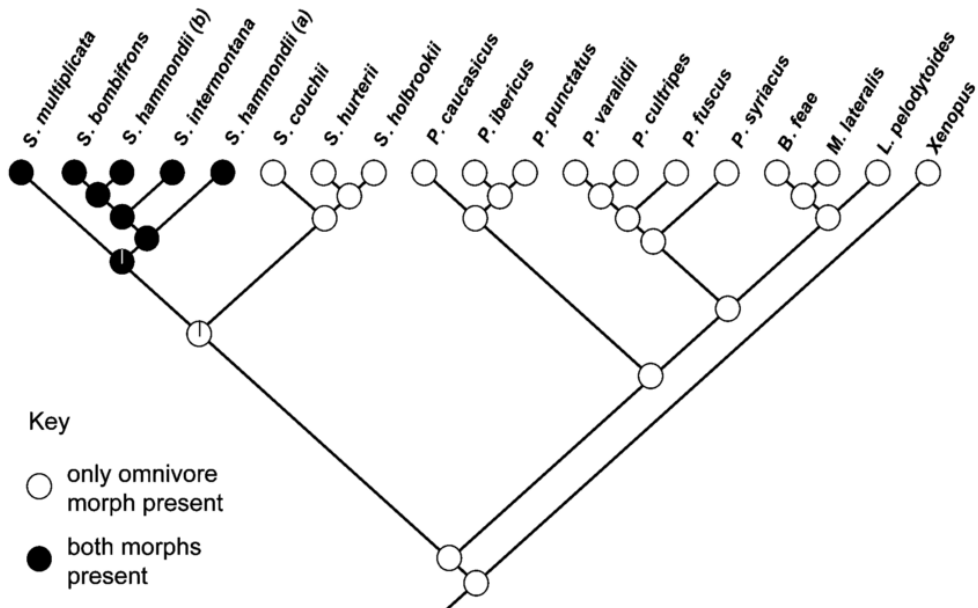 S. multiplicata
S. bombifrons
S. hammondii (b)
S. intermontana
S. hammondii (a)
S. couchii
S. hurterii
S. holbrookii
P. caucasicus
P. ibericus
P. punctatus
P. varalidii
P. cultripes
P. fuscus
P. syriacus
B. feae
M. lateralis
L. pelodytoides
Xenopus
Key
only omnivore
morph present
both morphs
present